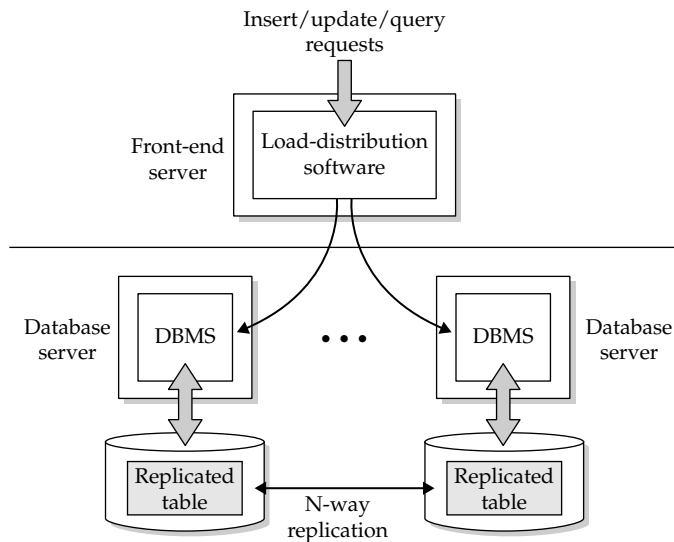 Insert/update/query
requests
Front-end
server
Load-distribution
software
Database
server
DBMS
• • •
DBMS
Database
server
Replicated
table
N-way
replication
Replicated
table